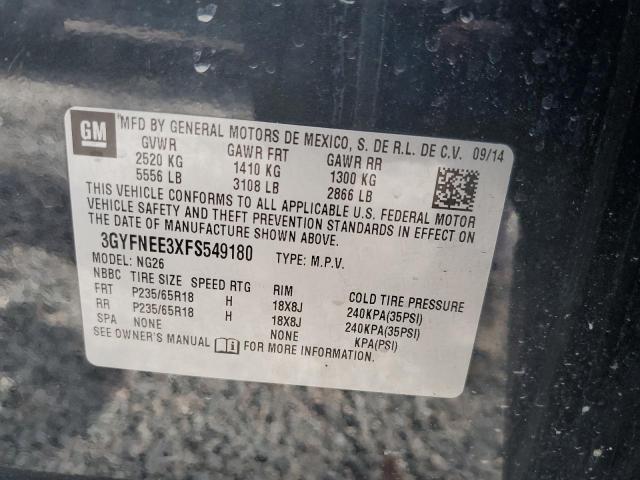 GM
MFD BY GENERAL MOTORS DE MEXICO, S. DE R.L. DE C.V. 09/14
GVWR GAWR FRT GAWR RR
2520 KG 1410 KG 1300 KG
5556 LB 3108 LB 2866 LB
THIS VEHICLE CONFORMS TO ALL APPLICABLE U.S. FEDERAL MOTOR
VEHICLE SAFETY AND THEFT PREVENTION STANDARDS IN EFFECT ON
THE DATE OF MANUFACTURE SHOWN ABOVE.
3GYFNEE3XFS549180 TYPE: M.P.V.
MODEL: NG26
NBBC TIRE SIZE SPEED RTG RIM COLD TIRE PRESSURE
FRT P235/65R18 H 18X8J 240KPA(35PSI)
RR P235/65R18 H 18X8J 240KPA(35PSI)
SPA NONE NONE KPA(PSI)
SEE OWNER'S MANUAL FOR MORE INFORMATION.